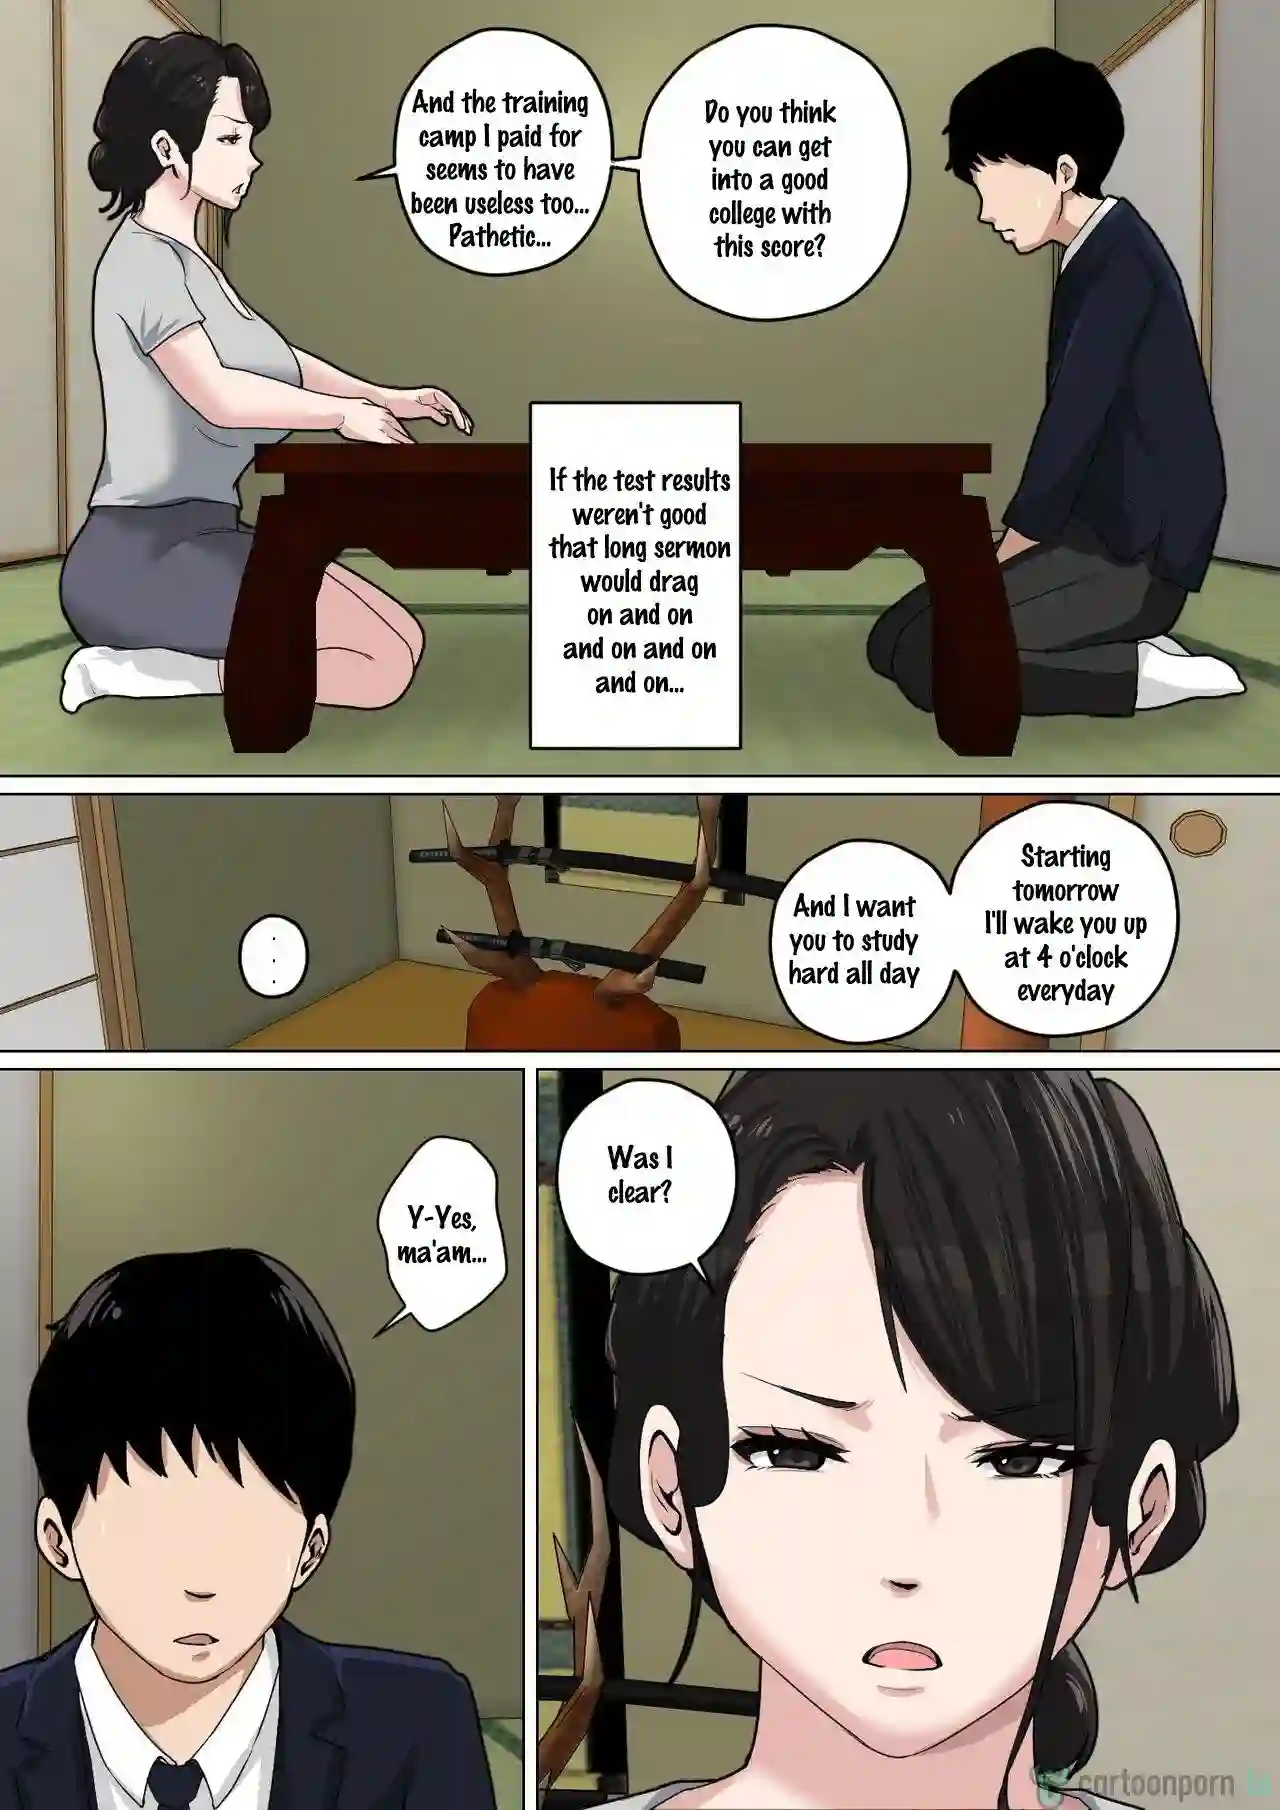 Do you think
you can get
into a good
college with
this score?
And the training
camp I paid for
seems to have
been useless too...
Pathetic...
If the test results
weren't good
that long sermon
would drag
on and on
and on and on
and on...
Starting
tomorrow
I'll wake you up
at 4 o'clock
everyday
And I want
you to study
hard all day
...
Was I
clear?
Y-Yes,
ma'am...
cartoonporn